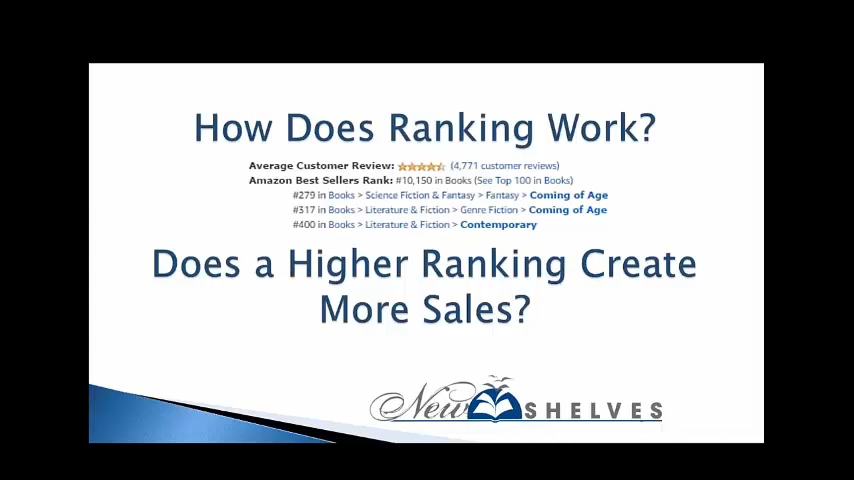 How Does Ranking Work?
Average Customer Review: (4,771 customer reviews)
Amazon Best Sellers Rank: #10,150 in Books (See Top 100 in Books)
#279 in Books > Science Fiction & Fantasy > Fantasy > Coming of Age
#317 in Books > Literature & Fiction > Genre Fiction > Coming of Age
#400 in Books > Literature & Fiction > Contemporary
Does a Higher Ranking Create
More Sales?
New SHELVES